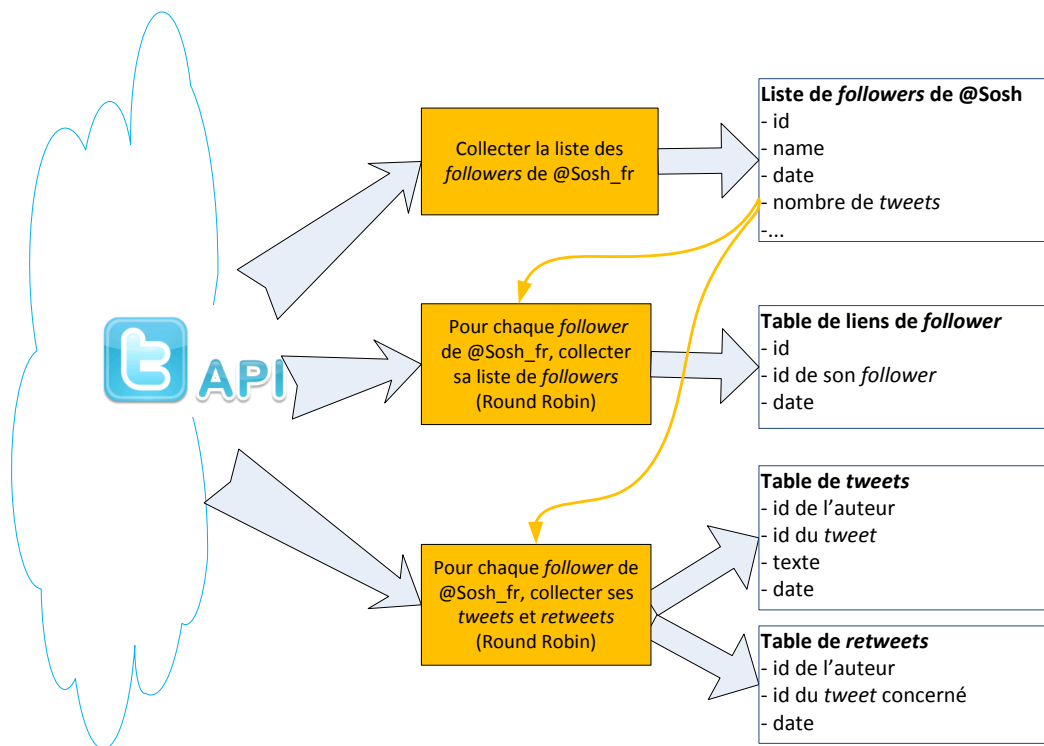 Collecter la liste des
followers de @Sosh_fr
Liste de followers de @Sosh
- id
- name
- date
- nombre de tweets
-...
t
API
Pour chaque follower
de @Sosh_fr, collecter
sa liste de followers
(Round Robin)
Table de liens de follower
- id
- id de son follower
- date
Pour chaque follower de
@Sosh_fr, collecter ses
tweets et retweets
(Round Robin)
Table de tweets
- id de l’auteur
- id du tweet
- texte
- date
Table de retweets
- id de l’auteur
- id du tweet concerné
- date